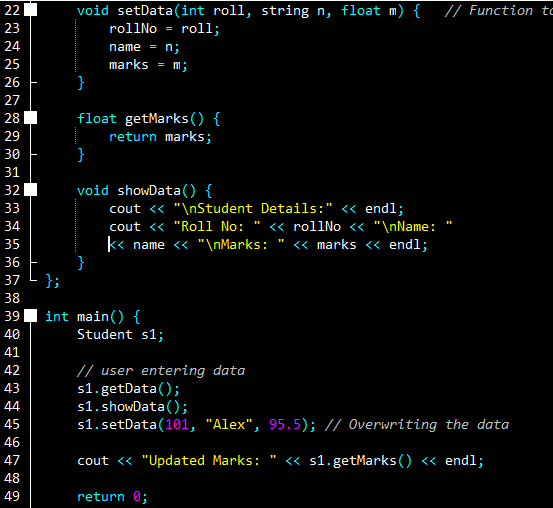 22 void setData(int roll, string n, float m) { // Function
23 rollNo = roll;
24 name = n;
25 marks = m;
26 }
27
28 float getMarks() {
29 return marks;
30 }
31
32 void showData() {
33 cout << "\nStudent Details:" << endl;
34 cout << "Roll No: " << rollNo << "\nName: "
35 << name << "\nMarks: " << marks << endl;
36 }
37 };
38
39 int main() {
40 Student s1;
41
42 // user entering data
43 s1.getData();
44 s1.showData();
45 s1.setData(101, "Alex", 95.5); // Overwriting the data
46
47 cout << "Updated Marks: " << s1.getMarks() << endl;
48
49 return 0;